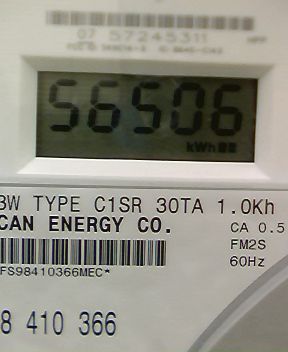 07 57245311
56506
kWh
3W TYPE C1SR 30TA 1.0Kh
CAN ENERGY CO.
CA 0.5
FM2S
60Hz
FS98410366MEC*
8 410 366